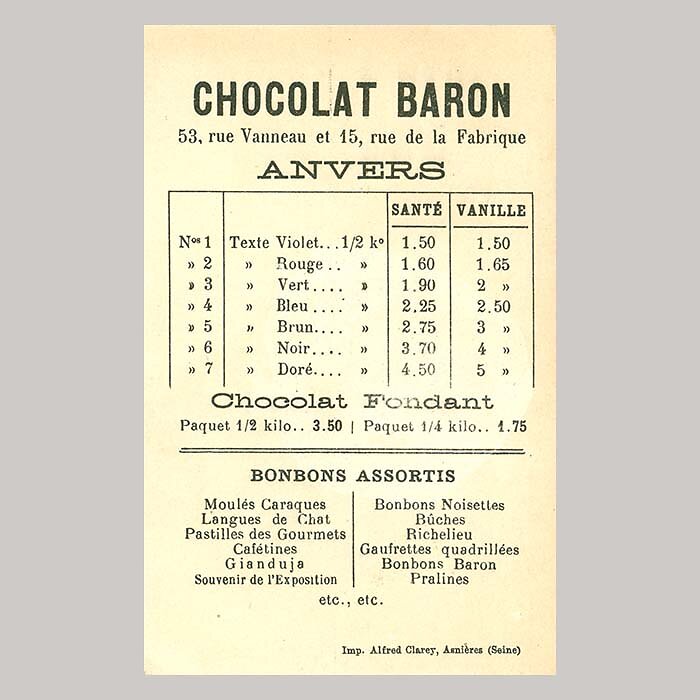 CHOCOLAT BARON
53, rue Vanneau et 15, rue de la Fabrique
ANVERS
SANTÉ VANILLE
Nos 1 Texte Violet... 1/2 ko 1.50 1.50
» 2 » Rouge .. » 1.60 1.65
» 3 » Vert.... » 1.90 2 »
» 4 » Bleu .... » 2.25 2.50
» 5 » Brun.... » 2.75 3 »
» 6 » Noir.... » 3.70 4 »
» 7 » Doré.... » 4.50 5 »
Chocolat Fondant
Paquet 1/2 kilo.. 3.50 | Paquet 1/4 kilo.. 1.75
BONBONS ASSORTIS
Moulés Caraques
Langues de Chat
Pastilles des Gourmets
Cafétines
Gianduja
Souvenir de l'Exposition
Bonbons Noisettes
Bûches
Richelieu
Gaufrettes quadrillées
Bonbons Baron
Pralines
etc., etc.
Imp. Alfred Clarey, Asnières (Seine)